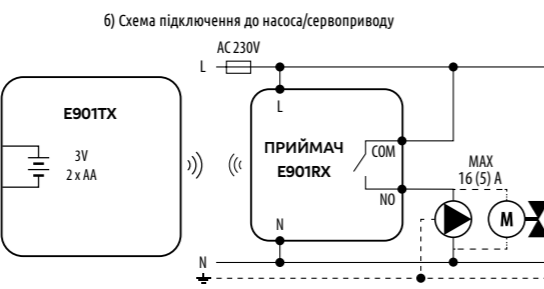 б) Схема підключення до насоса/сервоприводу
AC 230V
L
E901TX
3V
2 x AA
L
ПРИЙМАЧ
E901RX
COM
NO
N
MAX
16 (5) A
M
N